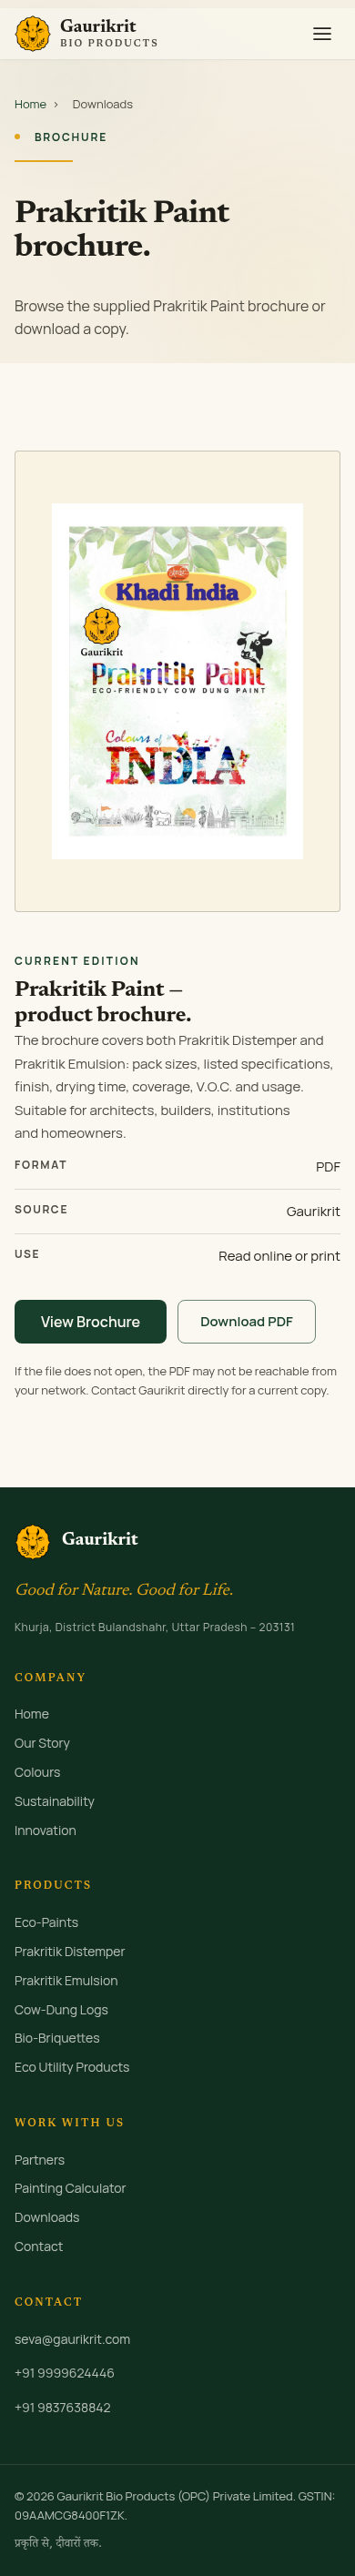 Gaurikrit
BIO PRODUCTS
Home › Downloads
BROCHURE
Prakritik Paint
brochure.
Browse the supplied Prakritik Paint brochure or
download a copy.
Khadi India
Gaurikrit
Prakritik Paint
ECO-FRIENDLY COW DUNG PAINT
Colours of
INDIA
CURRENT EDITION
Prakritik Paint —
product brochure.
The brochure covers both Prakritik Distemper and
Prakritik Emulsion: pack sizes, listed specifications,
finish, drying time, coverage, V.O.C. and usage.
Suitable for architects, builders, institutions
and homeowners.
FORMAT PDF
SOURCE Gaurikrit
USE Read online or print
View Brochure Download PDF
If the file does not open, the PDF may not be reachable from
your network. Contact Gaurikrit directly for a current copy.
Gaurikrit
Good for Nature. Good for Life.
Khurja, District Bulandshahr, Uttar Pradesh – 203131
COMPANY
Home
Our Story
Colours
Sustainability
Innovation
PRODUCTS
Eco-Paints
Prakritik Distemper
Prakritik Emulsion
Cow-Dung Logs
Bio-Briquettes
Eco Utility Products
WORK WITH US
Partners
Painting Calculator
Downloads
Contact
CONTACT
seva@gaurikrit.com
+91 9999624446
+91 9837638842
© 2026 Gaurikrit Bio Products (OPC) Private Limited. GSTIN:
09AAMCG8400F1ZK.
प्रकृति से, दीवारों तक.